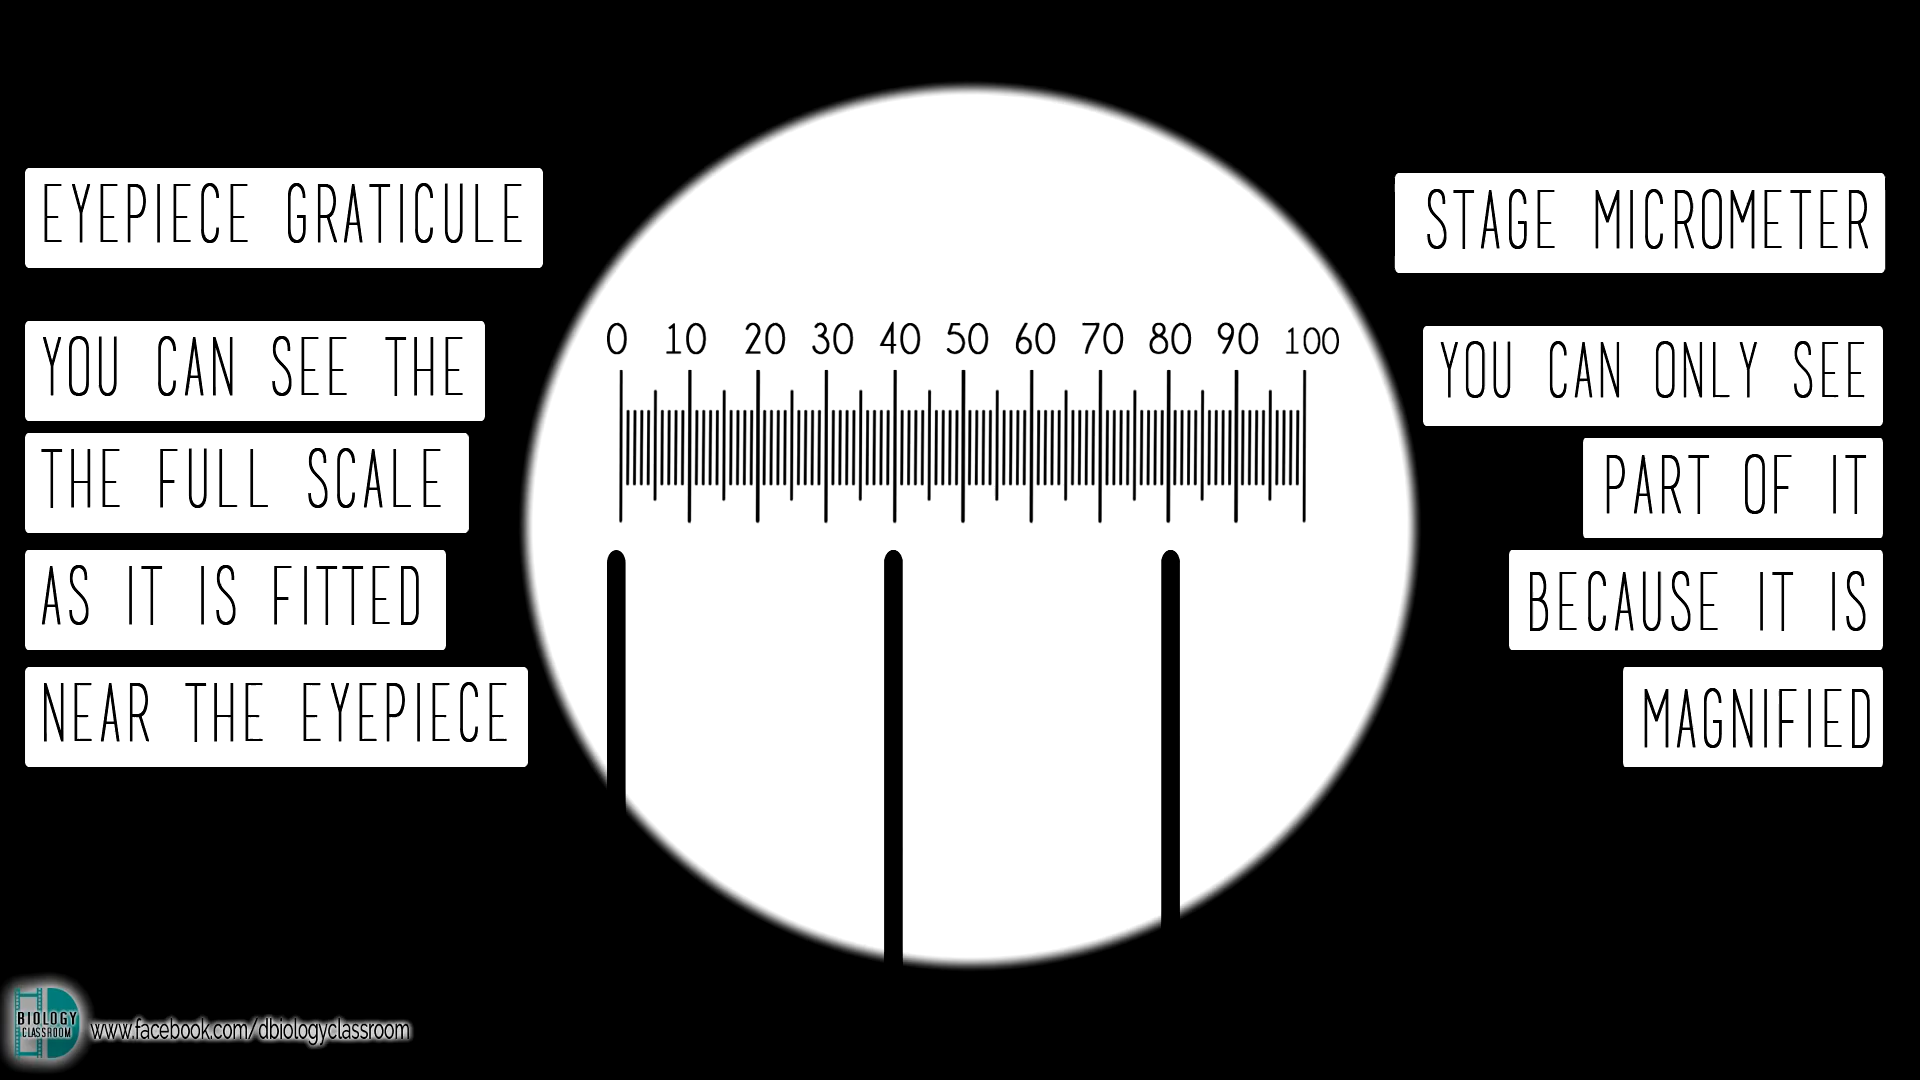 EYEPIECE GRATICULE
YOU CAN SEE THE
THE FULL SCALE
AS IT IS FITTED
NEAR THE EYEPIECE
0 10 20 30 40 50 60 70 80 90 100
STAGE MICROMETER
YOU CAN ONLY SEE
PART OF IT
BECAUSE IT IS
MAGNIFIED
BIOLOGY
CLASSROOM
www.facebook.com/dbiologyclassroom